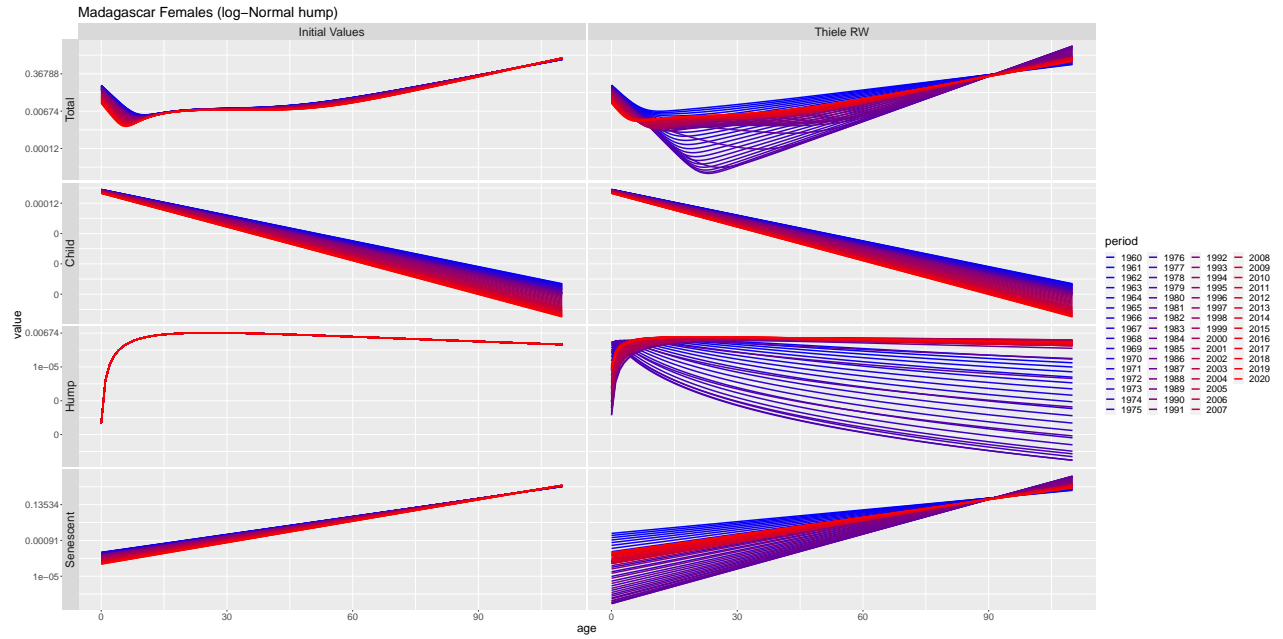 Madagascar Females (log−Normal hump)
Initial Values
Thiele RW
Total
0.36788
0.00674
0.00012
Child
0.00012
0
0
0
Hump
0.00674
1e−05
0
0
Senescent
0.13534
0.00091
1e−05
value
0 30 60 90
0 30 60 90
age
period
1960 1976 1992 2008
1961 1977 1993 2009
1962 1978 1994 2010
1963 1979 1995 2011
1964 1980 1996 2012
1965 1981 1997 2013
1966 1982 1998 2014
1967 1983 1999 2015
1968 1984 2000 2016
1969 1985 2001 2017
1970 1986 2002 2018
1971 1987 2003 2019
1972 1988 2004 2020
1973 1989 2005
1974 1990 2006
1975 1991 2007